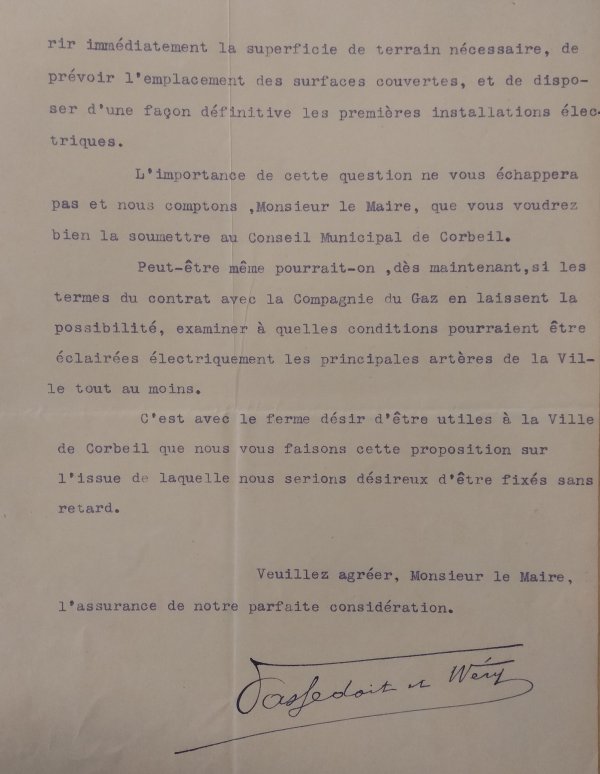 rir immédiatement la superficie de terrain nécessaire, de
prévoir l'emplacement des surfaces couvertes, et de dispo-
ser d'une façon définitive les premières installations élec-
triques.
L'importance de cette question ne vous échappera
pas et nous comptons ,Monsieur le Maire, que vous voudrez
bien la soumettre au Conseil Municipal de Corbeil.
Peut-être même pourrait-on ,dès maintenant,si les
termes du contrat avec la Compagnie du Gaz en laissent la
possibilité, examiner à quelles conditions pourraient être
éclairées électriquement les principales artères de la Vil-
le tout au moins.
C'est avec le ferme désir d'être utiles à la Ville
de Corbeil que nous vous faisons cette proposition sur
l'issue de laquelle nous serions désireux d'être fixés sans
retard.
Veuillez agréer, Monsieur le Maire,
l'assurance de notre parfaite considération.
et Wéry